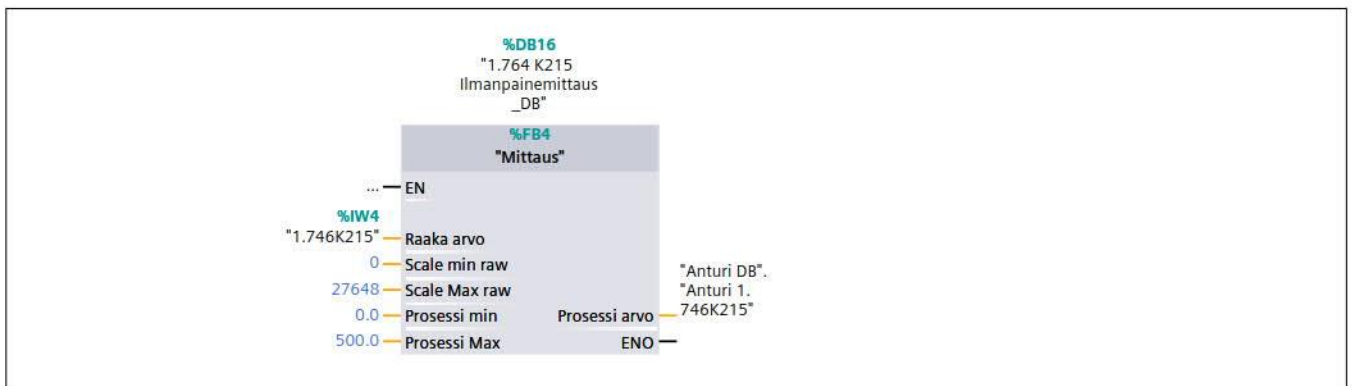 %DB16
"1.764 K215
Ilmanpainemittaus
_DB"
%FB4
"Mittaus"
... EN
%IW4
"1.746K215" Raaka arvo
0 Scale min raw
27648 Scale Max raw
0.0 Prosessi min
500.0 Prosessi Max
Prosessi arvo
ENO
"Anturi DB".
"Anturi 1.
746K215"